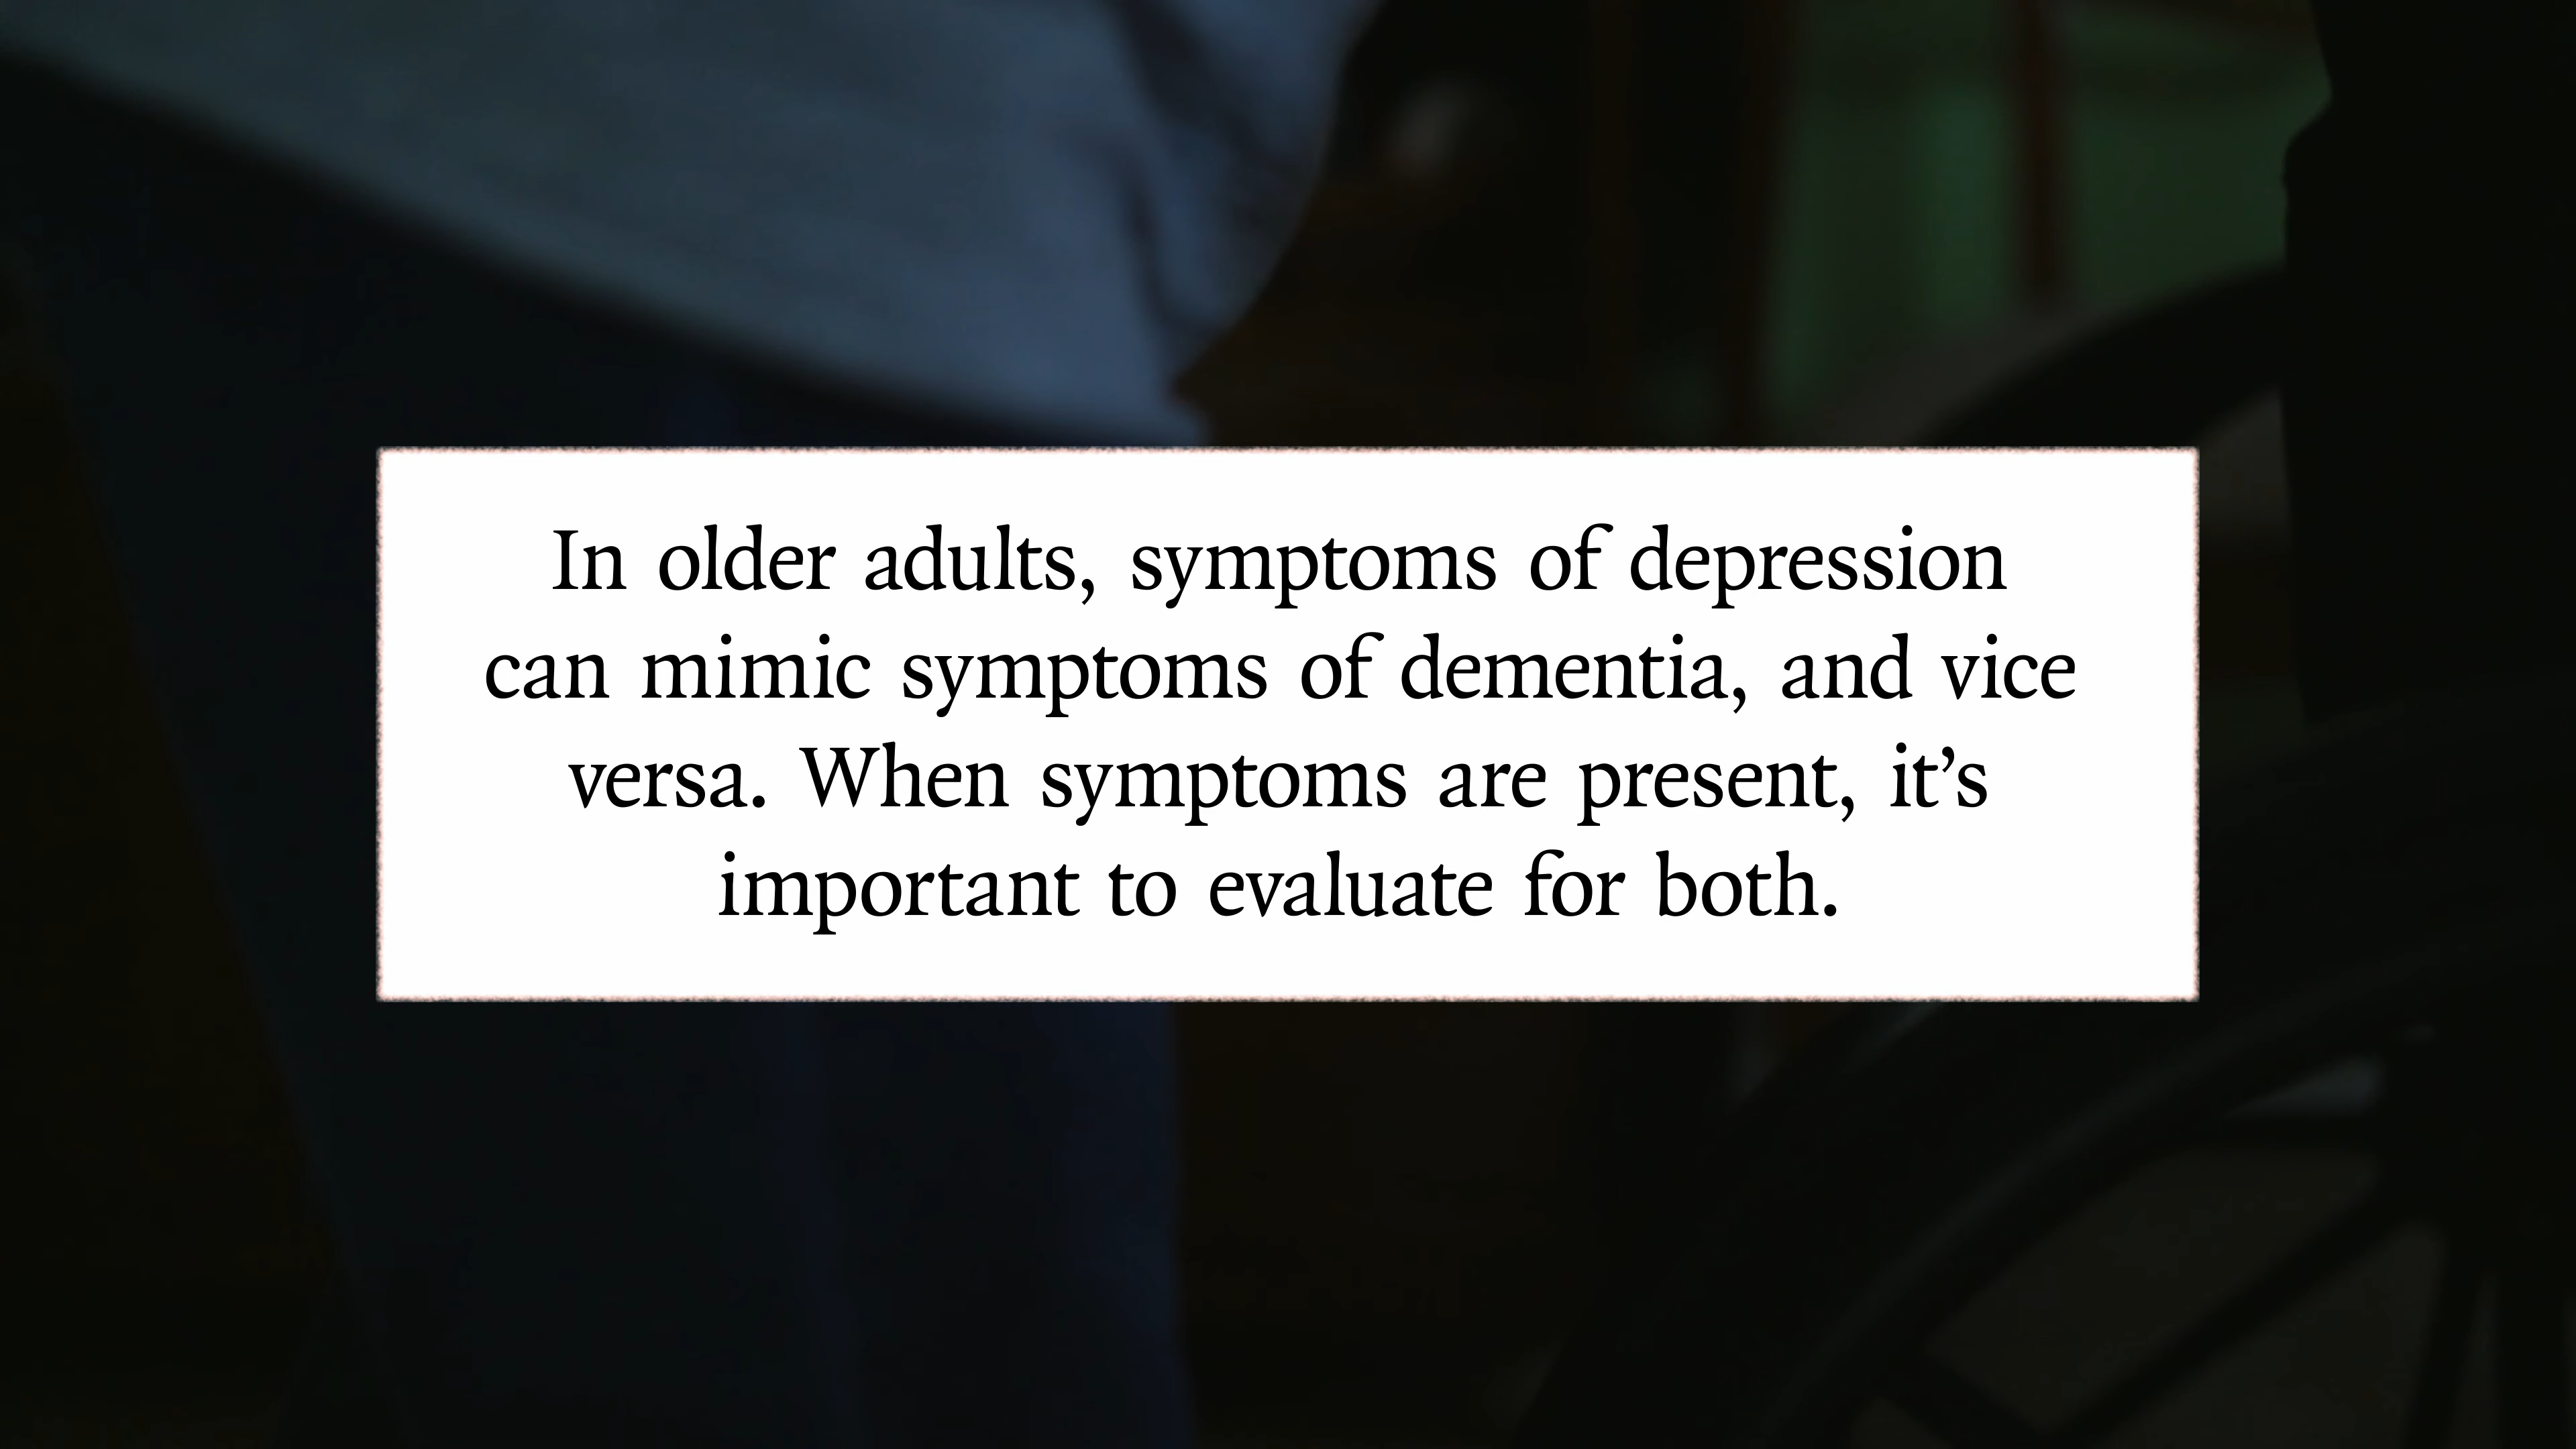 In older adults, symptoms of depression
can mimic symptoms of dementia, and vice
versa. When symptoms are present, it’s
important to evaluate for both.